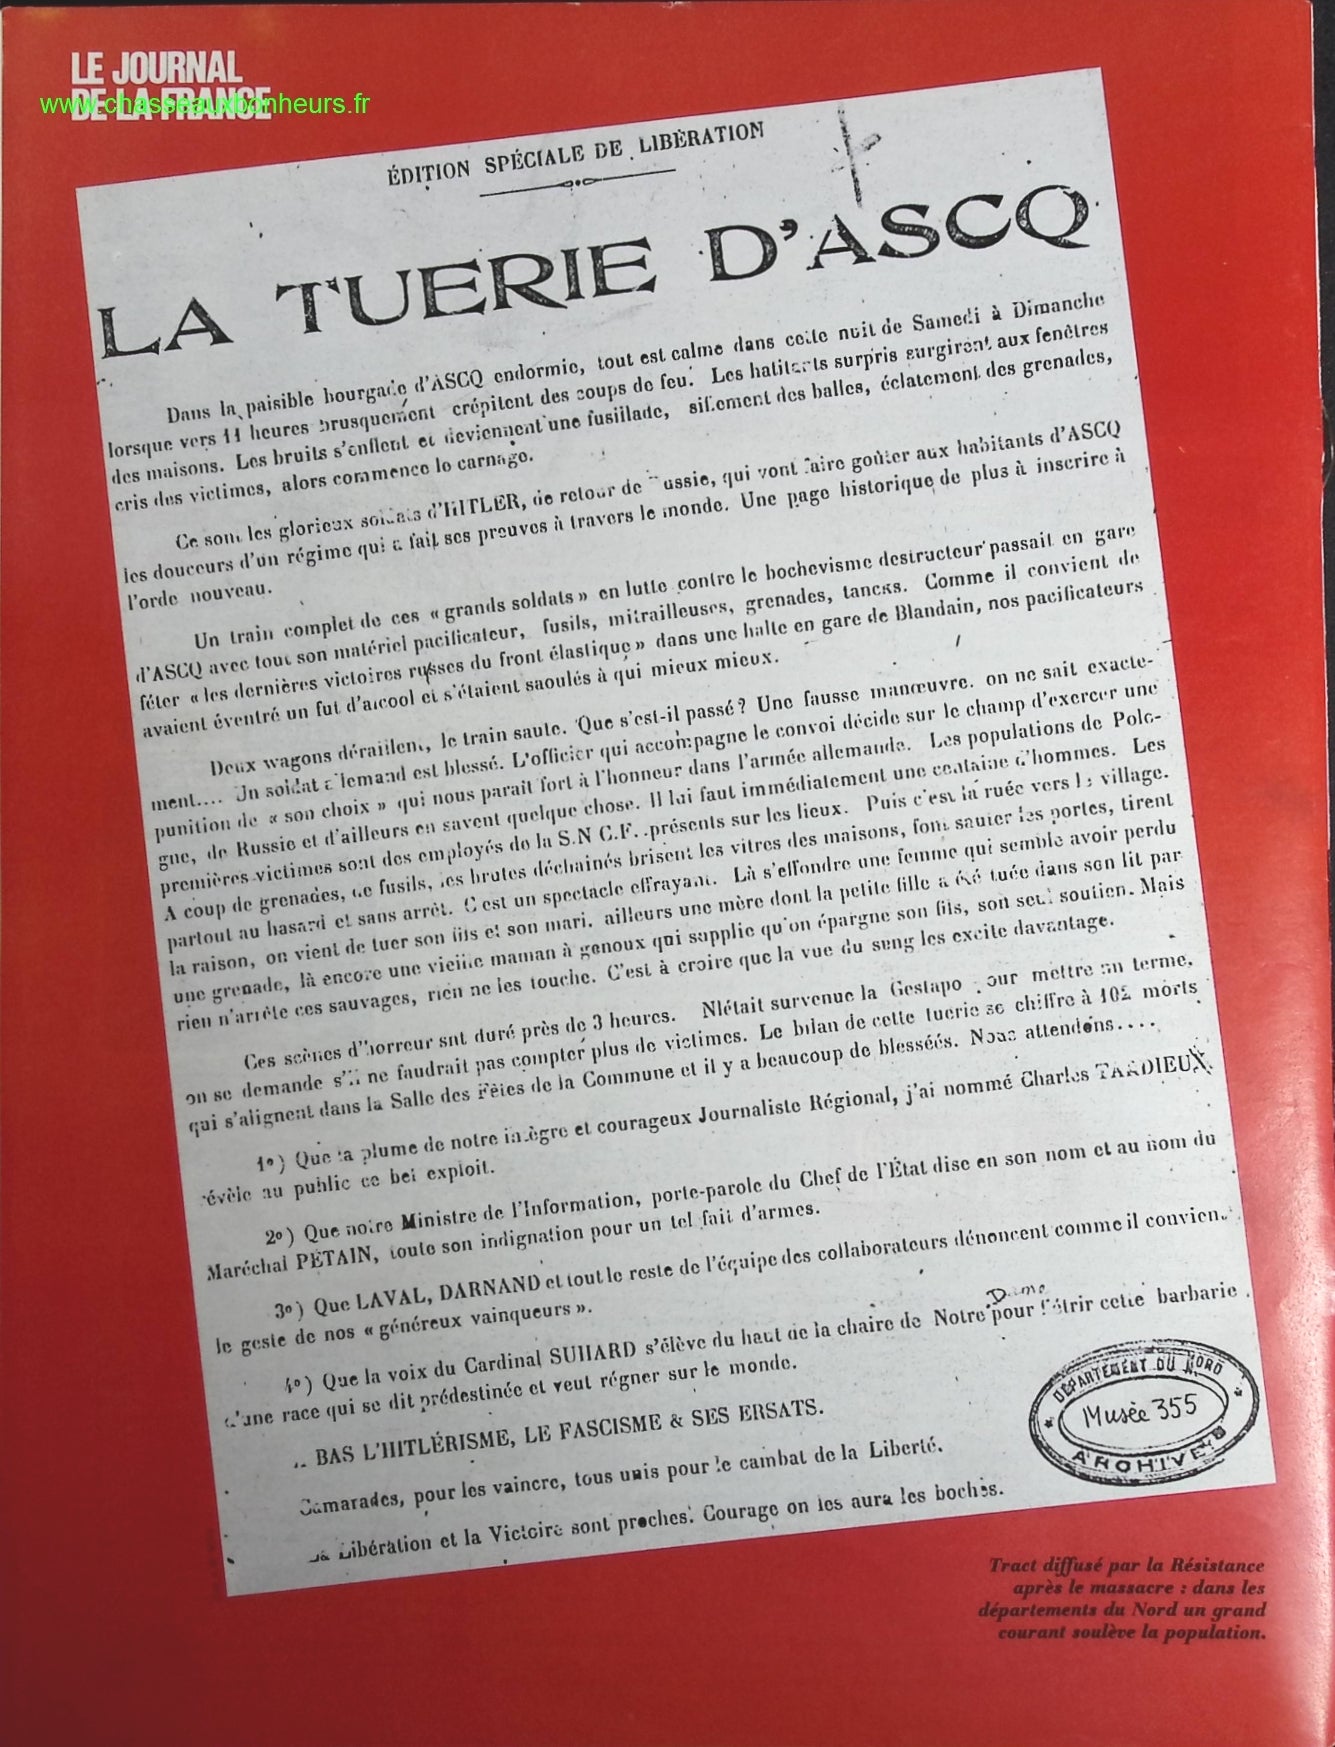 LE JOURNAL
DE LA FRANCE
www.chasseauxbonheurs.fr
ÉDITION SPÉCIALE DE LIBÈRATION
LA TUERIE D'ASCQ
Dans la paisible bourgade d'ASCQ endormie, tout est calme dans cette nuit de Samedi à Dimanche
lorsque vers 11 heures brusquement crépitent des coups de feu. Les habitants surpris surgirent aux fenêtres
des maisons. Les bruits s'enflent et deviennent une fusiilade, siflement des balles, éclatement des grenades,
cris des victimes, alors commence le carnage.
Ce sont les glorieux soldats d'HITLER, de retour de Russie, qui vont faire goûter aux habitants d'ASCQ
les douceurs d'un régime qui a fait ses preuves à travers le monde. Une page historique de plus à inscrire à
l'orde nouveau.
Un train complet de ces « grands soldats » en lutte contre le bochevisme destructeur passait en gare
d'ASCQ avec tout son matériel pacificateur, fusils, mitrailleuses, grenades, tancks. Comme il convient de
féter « les dernières victoires russes du front élastique » dans une halte en gare de Blandain, nos pacificateurs
avaient éventré un fut d'alcool et s'étaient saoulés à qui mieux mieux.
Deux wagons déraillent, le train saute. Que s'est-il passé? Une fausse manœuvre. on ne sait exacte-
ment.... Un soldat allemand est blessé. L'officier qui accompagne le convoi décide sur le champ d'exercer une
punition de « son choix » qui nous parait fort à l'honneur dans l'armée allemande. Les populations de Polo-
gne, de Russie et d'ailleurs en savent quelque chose. Il lui faut immédiatement une centaine d'hommes. Les
premières victimes sont des employés de la S.N C.F. présents sur les lieux. Puis c'est la ruée vers le village.
A coup de grenades, de fusils, les brutes déchainés brisent les vitres des maisons, font sauter les portes, tirent
partout au hasard et sans arrêt. C'est un spectacle effrayant. Là s'effondre une femme qui semble avoir perdu
la raison, on vient de tuer son fils et son mari. ailleurs une mère dont la petite fille a été tuée dans son lit par
une grenade, là encore une vieille maman à genoux qui supplie qu'on épargne son fils, son seul soutien. Mais
rien n'arrête ces sauvages, rien ne les touche. C'est à croire que la vue du sang les excite davantage.
Ces scènes d'horreur snt duré près de 3 heures. N'était survenue la Gestapo pour mettre un terme,
on se demande s'il ne faudrait pas compter plus de victimes. Le bilan de cette tuerie se chiffre à 102 morts
qui s'alignent dans la Salle des Fêtes de la Commune et il y a beaucoup de blesséés. Nous attendons....
1º) Que la plume de notre intègre et courageux Journaliste Régional, j'ai nommé Charles TARDIEUX,
révèle au public ce bel exploit.
2º) Que notre Ministre de l'Information, porte-parole du Chef de l'État dise en son nom et au nom du
Maréchal PÉTAIN, toute son indignation pour un tel fait d'armes.
3º) Que LAVAL, DARNAND et tout le reste de l'équipe des collaborateurs dénoncent comme il convient
le geste de nos « généreux vainqueurs ».
Dame
4º) Que la voix du Cardinal SUHARD s'élève du haut de la chaire de Notre pour flétrir cette barbarie
d'une race qui se dit prédestinée et veut régner sur le monde.
BAS L'HITLÉRISME, LE FASCISME & SES ERSATS.
Camarades, pour les vaincre, tous unis pour le cambat de la Liberté.
La Libération et la Victoire sont proches. Courage on les aura les boches.
DÉPARTEMENT DU NORD
Musée 355
ARCHIVES
Tract diffusé par la Résistance
après le massacre : dans les
départements du Nord un grand
courant soulève la population.